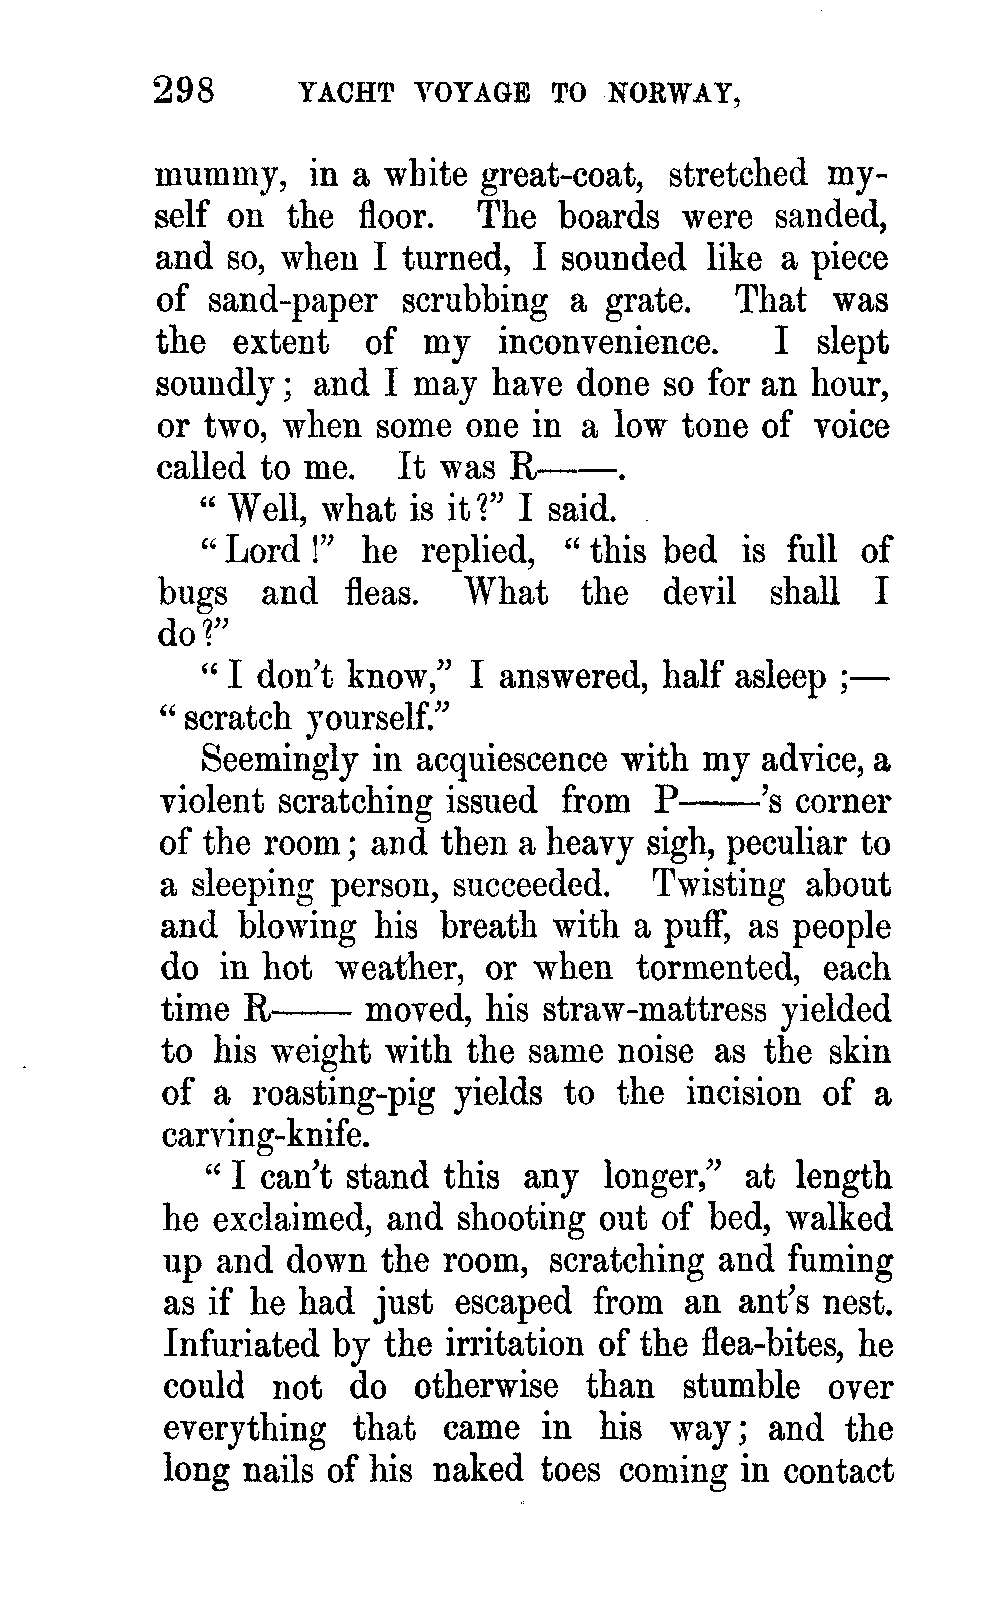 298 YACHT VOYAGE TO NORWAY,
mummy, in a white great-coat, stretched my-
self on the floor. The boards were sanded,
and so, when I turned, I sounded like a piece
of sand-paper scrubbing a grate. That was
the extent of my inconvenience. I slept
soundly; and I may have done so for an hour,
or two, when some one in a low tone of voice
called to me. It was R——.
“Well, what is it?” I said.
“Lord!” he replied, “this bed is full of
bugs and fleas. What the devil shall I
do?”
“I don’t know,” I answered, half asleep;—
“scratch yourself.”
Seemingly in acquiescence with my advice, a
violent scratching issued from P——’s corner
of the room; and then a heavy sigh, peculiar to
a sleeping person, succeeded. Twisting about
and blowing his breath with a puff, as people
do in hot weather, or when tormented, each
time R—— moved, his straw-mattress yielded
to his weight with the same noise as the skin
of a roasting-pig yields to the incision of a
carving-knife.
“I can’t stand this any longer,” at length
he exclaimed, and shooting out of bed, walked
up and down the room, scratching and fuming
as if he had just escaped from an ant’s nest.
Infuriated by the irritation of the flea-bites, he
could not do otherwise than stumble over
everything that came in his way; and the
long nails of his naked toes coming in contact